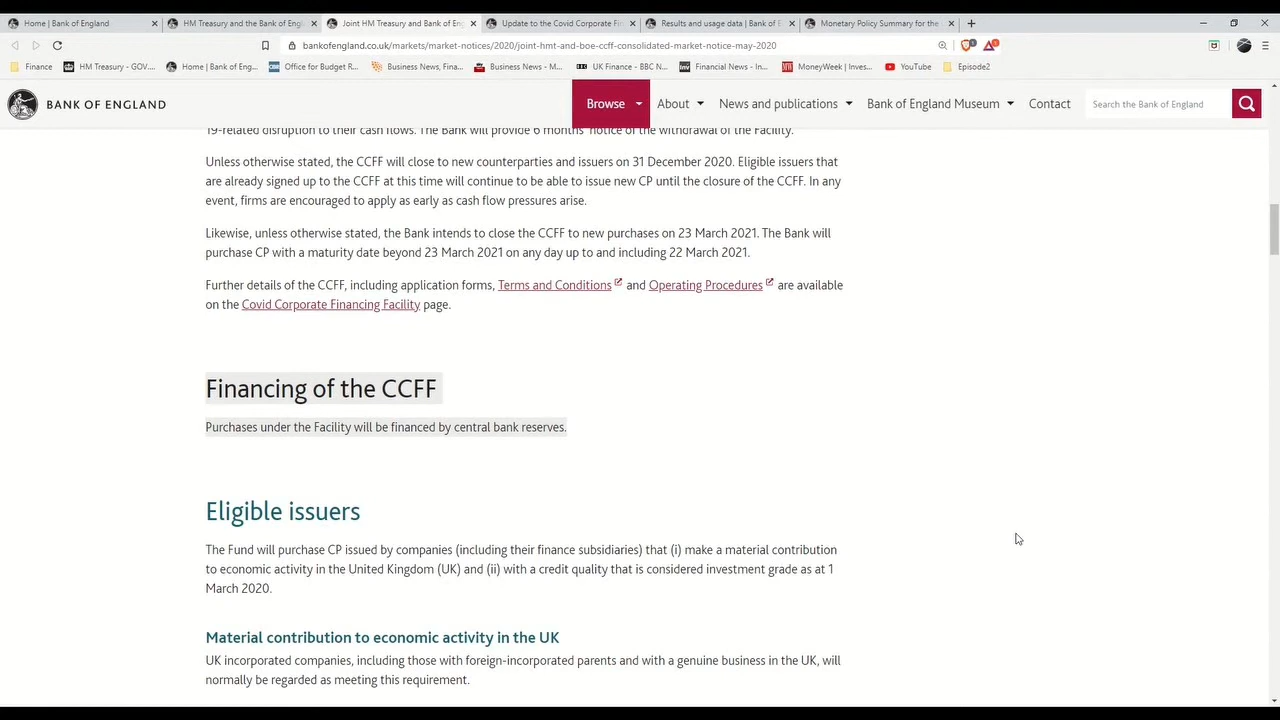 Home | Bank of England
HM Treasury and the Bank of Engl
Joint HM Treasury and Bank of Eng
Update to the Covid Corporate Fin
Results and usage data | Bank of E
Monetary Policy Summary for the
bankofengland.co.uk/markets/market-notices/2020/joint-hmt-and-boe-ccff-consolidated-market-notice-may-2020
Finance
HM Treasury - GOV....
Home | Bank of Eng...
Office for Budget R...
Business News, Fina...
Business News - M...
UK Finance - BBC N...
Financial News - In...
MoneyWeek | Inves...
YouTube
Episode2
BANK OF ENGLAND
Browse
About
News and publications
Bank of England Museum
Contact
Search the Bank of England
19-related disruption to their cash flows. The Bank will provide 6 months' notice of the withdrawal of the Facility.
Unless otherwise stated, the CCFF will close to new counterparties and issuers on 31 December 2020. Eligible issuers that
are already signed up to the CCFF at this time will continue to be able to issue new CP until the closure of the CCFF. In any
event, firms are encouraged to apply as early as cash flow pressures arise.
Likewise, unless otherwise stated, the Bank intends to close the CCFF to new purchases on 23 March 2021. The Bank will
purchase CP with a maturity date beyond 23 March 2021 on any day up to and including 22 March 2021.
Further details of the CCFF, including application forms, Terms and Conditions and Operating Procedures are available
on the Covid Corporate Financing Facility page.
Financing of the CCFF
Purchases under the Facility will be financed by central bank reserves.
Eligible issuers
The Fund will purchase CP issued by companies (including their finance subsidiaries) that (i) make a material contribution
to economic activity in the United Kingdom (UK) and (ii) with a credit quality that is considered investment grade as at 1
March 2020.
Material contribution to economic activity in the UK
UK incorporated companies, including those with foreign-incorporated parents and with a genuine business in the UK, will
normally be regarded as meeting this requirement.